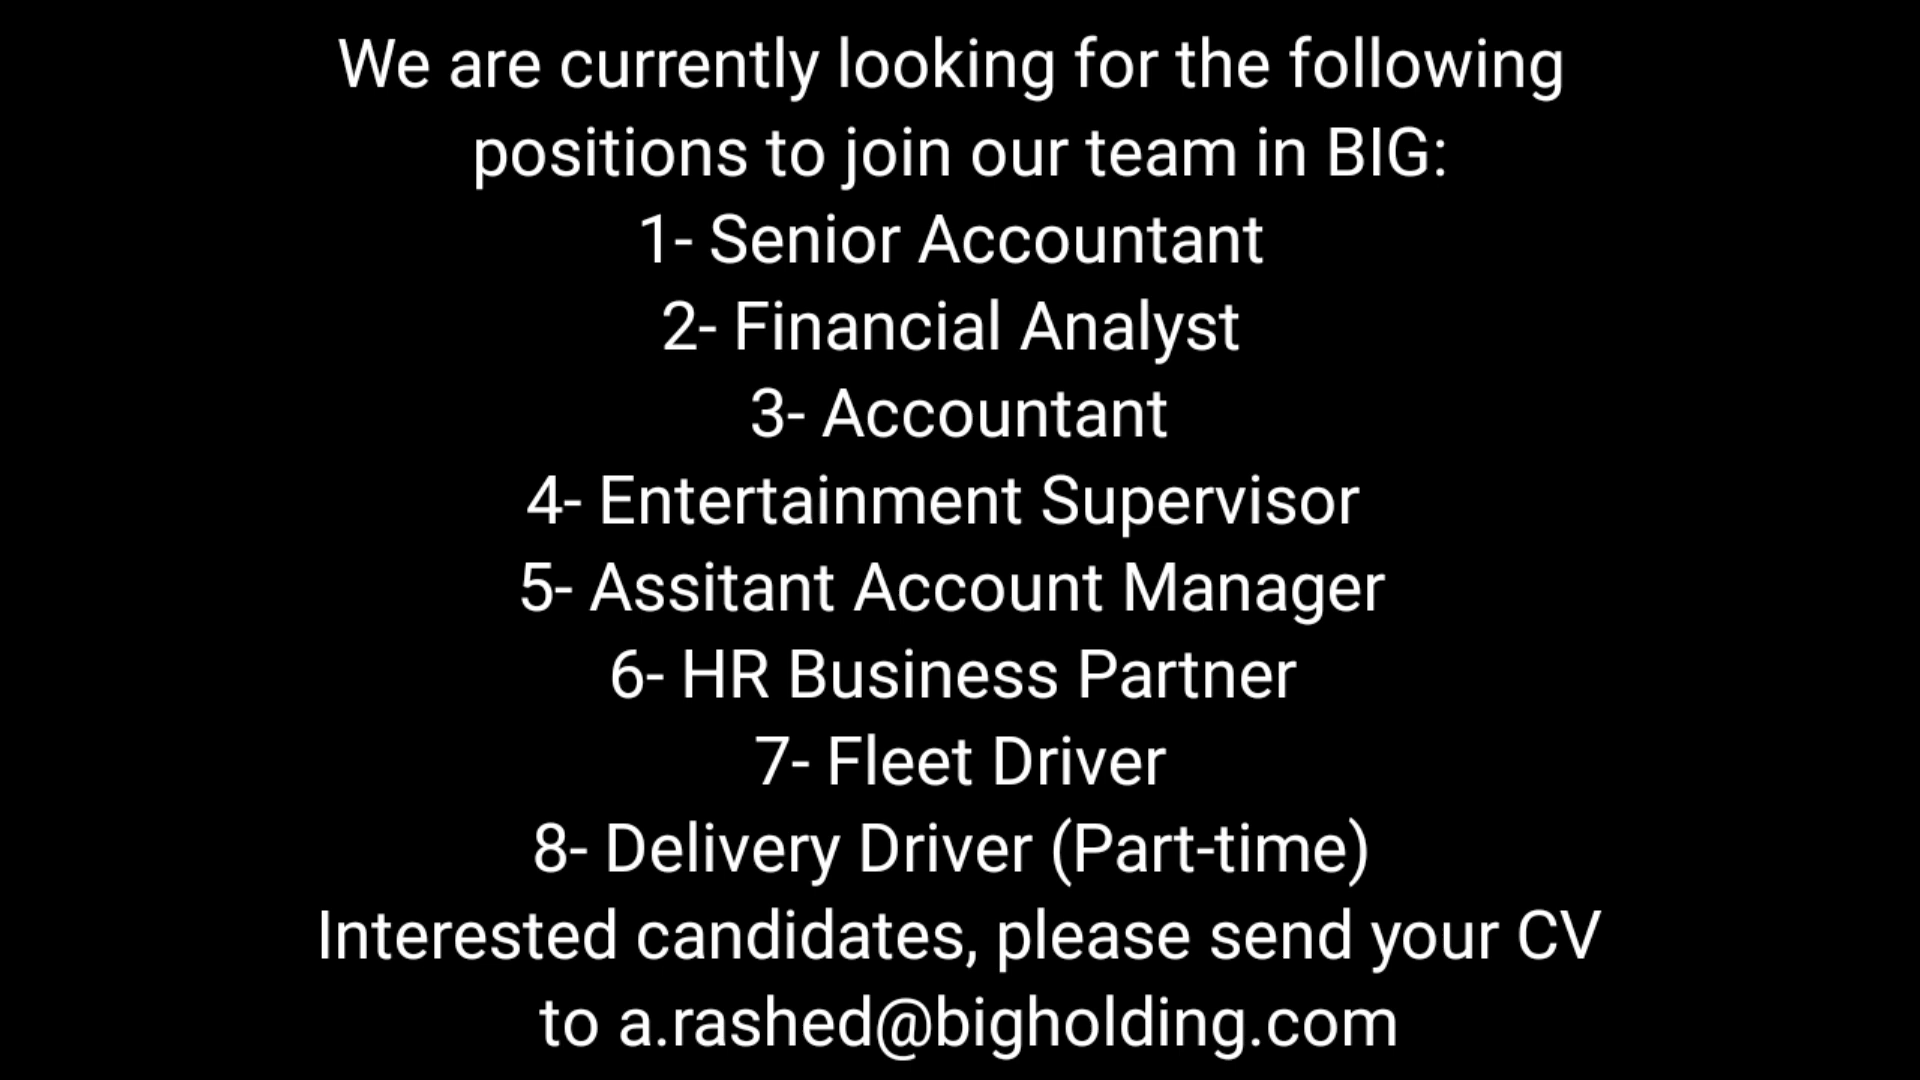 We are currently looking for the following
positions to join our team in BIG:
1- Senior Accountant
2- Financial Analyst
3- Accountant
4- Entertainment Supervisor
5- Assitant Account Manager
6- HR Business Partner
7- Fleet Driver
8- Delivery Driver (Part-time)
Interested candidates, please send your CV
to a.rashed@bigholding.com